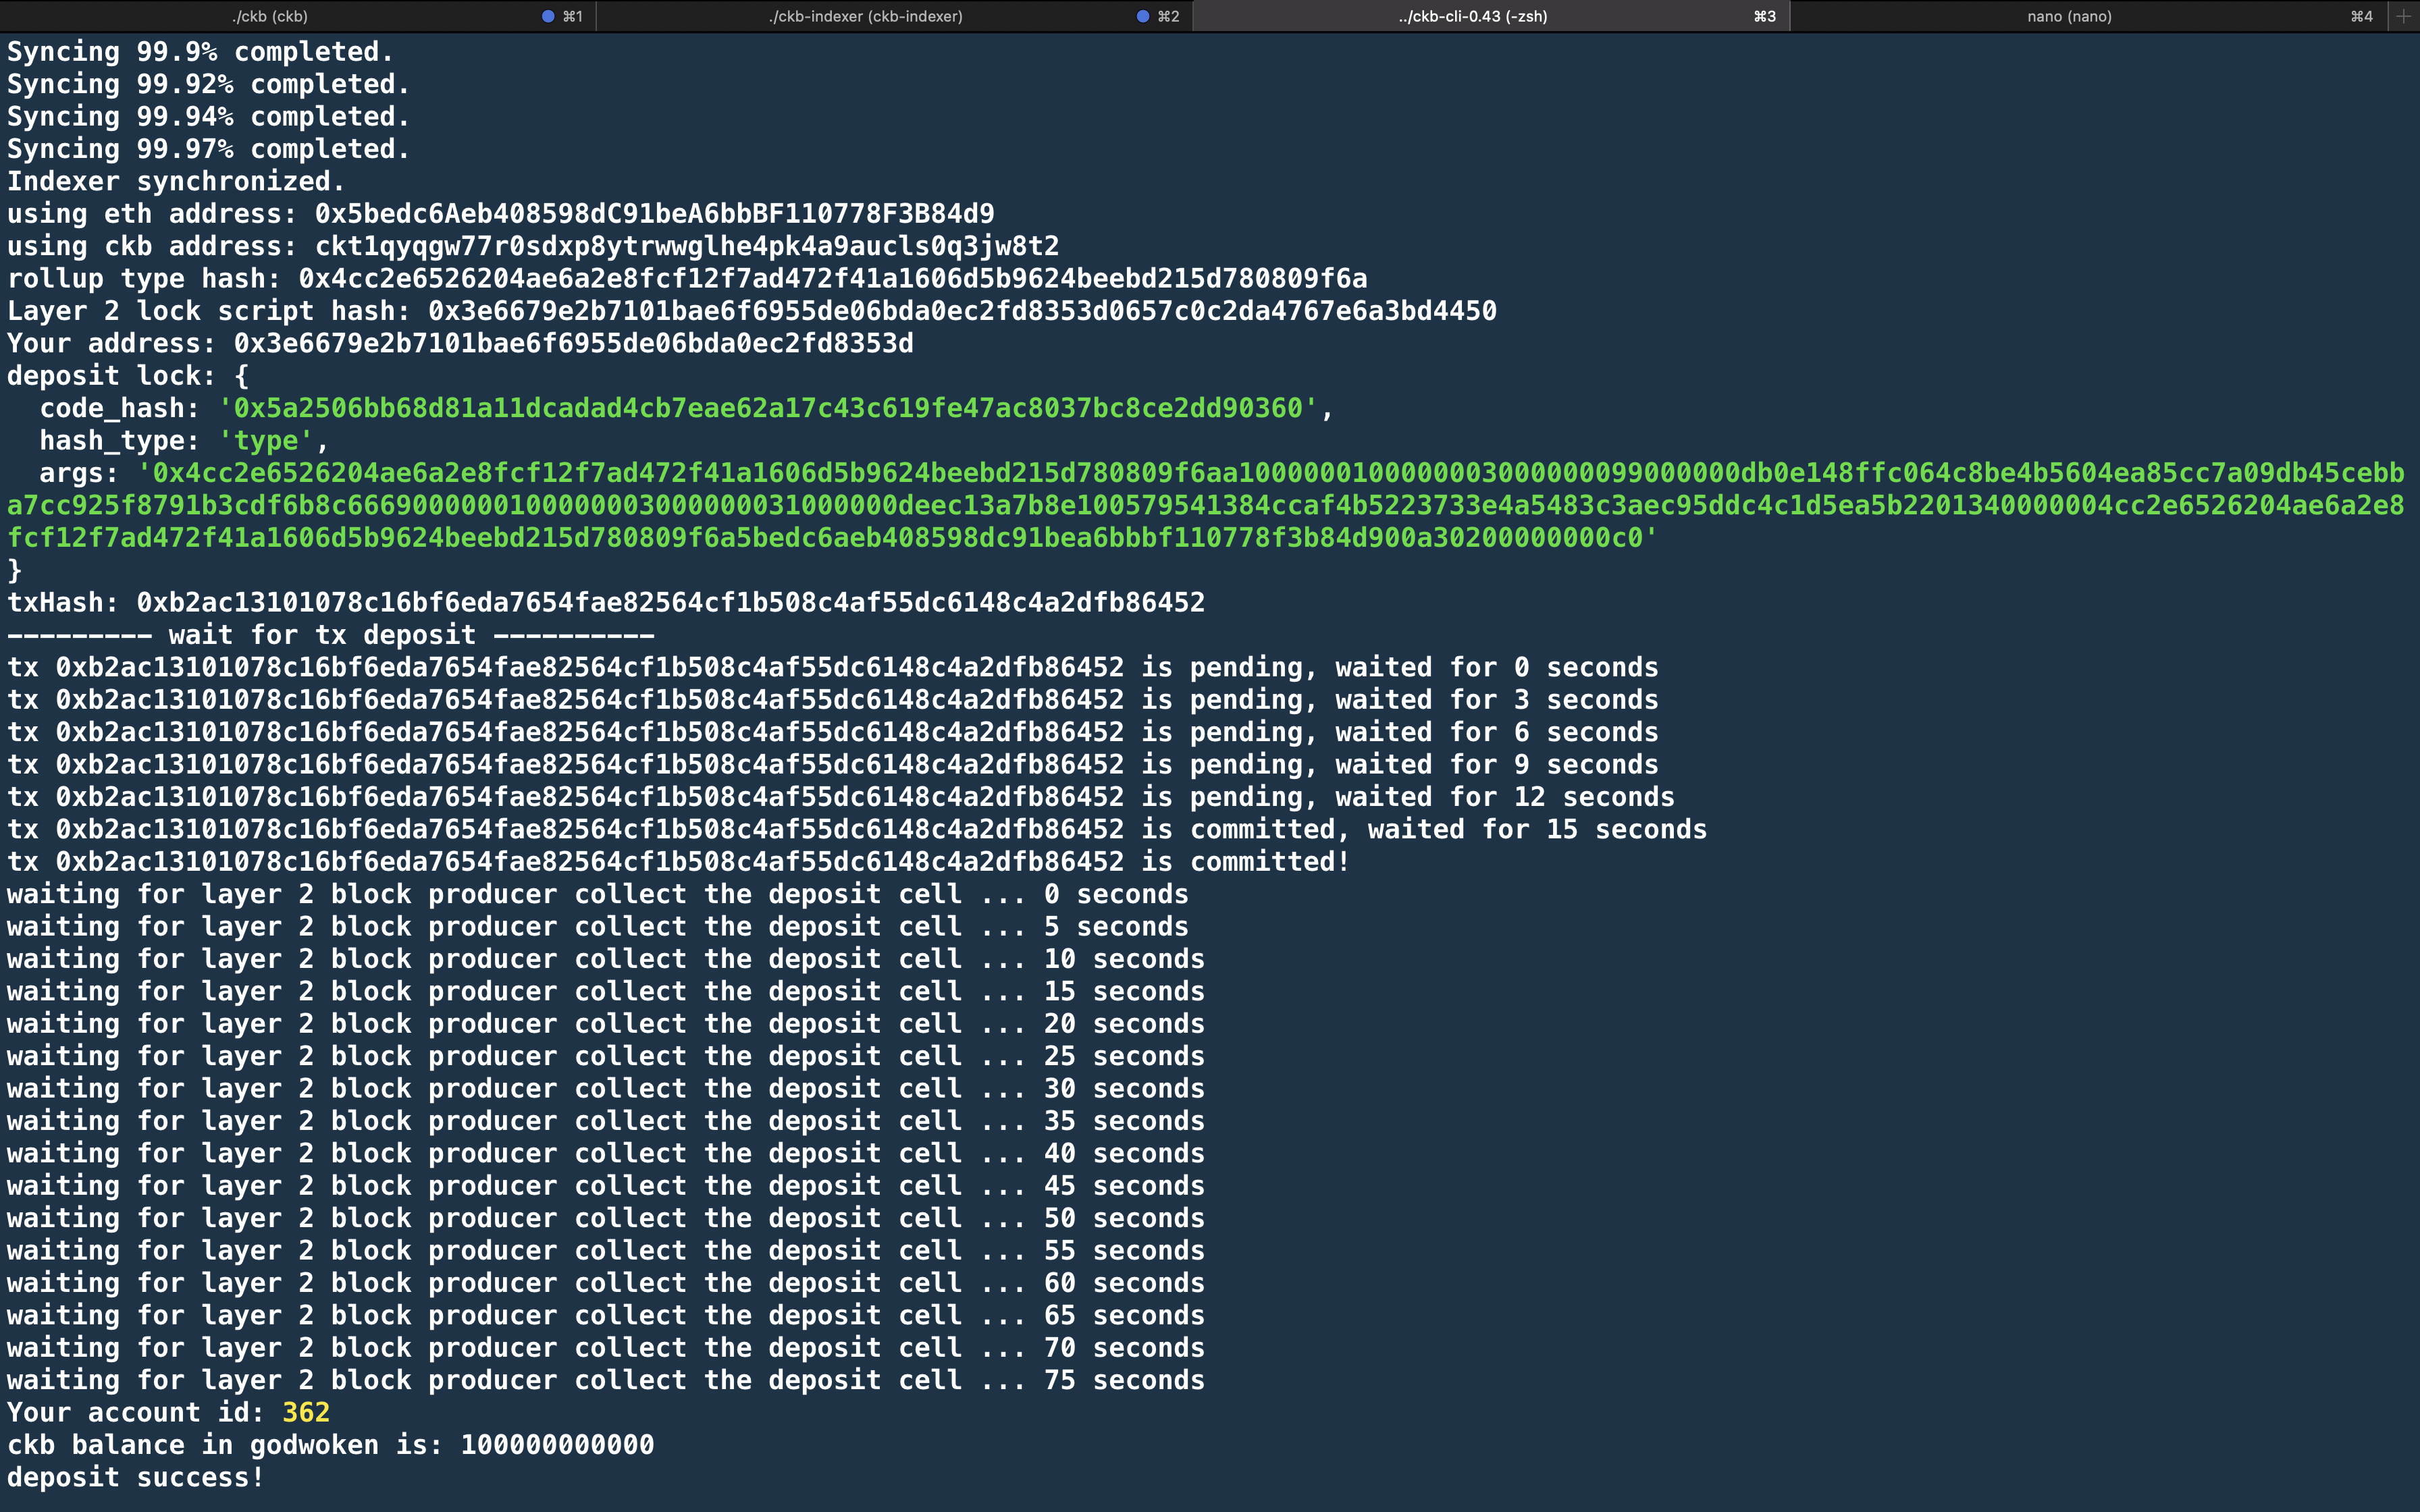 ./ckb (ckb) ⌘1 ./ckb-indexer (ckb-indexer) ⌘2 ../ckb-cli-0.43 (-zsh) ⌘3 nano (nano) ⌘4 +
Syncing 99.9% completed.
Syncing 99.92% completed.
Syncing 99.94% completed.
Syncing 99.97% completed.
Indexer synchronized.
using eth address: 0x5bedc6Aeb408598dC91beA6bbBF110778F3B84d9
using ckb address: ckt1qyqgw77r0sdxp8ytrwwglhe4pk4a9aucls0q3jw8t2
rollup type hash: 0x4cc2e6526204ae6a2e8fcf12f7ad472f41a1606d5b9624beebd215d780809f6a
Layer 2 lock script hash: 0x3e6679e2b7101bae6f6955de06bda0ec2fd8353d0657c0c2da4767e6a3bd4450
Your address: 0x3e6679e2b7101bae6f6955de06bda0ec2fd8353d
deposit lock: {
  code_hash: '0x5a2506bb68d81a11dcadad4cb7eae62a17c43c619fe47ac8037bc8ce2dd90360',
  hash_type: 'type',
  args: '0x4cc2e6526204ae6a2e8fcf12f7ad472f41a1606d5b9624beebd215d780809f6aa1000000100000003000000099000000db0e148ffc064c8be4b5604ea85cc7a09db45cebb
a7cc925f8791b3cdf6b8c6669000000100000003000000031000000deec13a7b8e100579541384ccaf4b5223733e4a5483c3aec95ddc4c1d5ea5b2201340000004cc2e6526204ae6a2e8
fcf12f7ad472f41a1606d5b9624beebd215d780809f6a5bedc6aeb408598dc91bea6bbbf110778f3b84d900a30200000000c0'
}
txHash: 0xb2ac13101078c16bf6eda7654fae82564cf1b508c4af55dc6148c4a2dfb86452
--------- wait for tx deposit ----------
tx 0xb2ac13101078c16bf6eda7654fae82564cf1b508c4af55dc6148c4a2dfb86452 is pending, waited for 0 seconds
tx 0xb2ac13101078c16bf6eda7654fae82564cf1b508c4af55dc6148c4a2dfb86452 is pending, waited for 3 seconds
tx 0xb2ac13101078c16bf6eda7654fae82564cf1b508c4af55dc6148c4a2dfb86452 is pending, waited for 6 seconds
tx 0xb2ac13101078c16bf6eda7654fae82564cf1b508c4af55dc6148c4a2dfb86452 is pending, waited for 9 seconds
tx 0xb2ac13101078c16bf6eda7654fae82564cf1b508c4af55dc6148c4a2dfb86452 is pending, waited for 12 seconds
tx 0xb2ac13101078c16bf6eda7654fae82564cf1b508c4af55dc6148c4a2dfb86452 is committed, waited for 15 seconds
tx 0xb2ac13101078c16bf6eda7654fae82564cf1b508c4af55dc6148c4a2dfb86452 is committed!
waiting for layer 2 block producer collect the deposit cell ... 0 seconds
waiting for layer 2 block producer collect the deposit cell ... 5 seconds
waiting for layer 2 block producer collect the deposit cell ... 10 seconds
waiting for layer 2 block producer collect the deposit cell ... 15 seconds
waiting for layer 2 block producer collect the deposit cell ... 20 seconds
waiting for layer 2 block producer collect the deposit cell ... 25 seconds
waiting for layer 2 block producer collect the deposit cell ... 30 seconds
waiting for layer 2 block producer collect the deposit cell ... 35 seconds
waiting for layer 2 block producer collect the deposit cell ... 40 seconds
waiting for layer 2 block producer collect the deposit cell ... 45 seconds
waiting for layer 2 block producer collect the deposit cell ... 50 seconds
waiting for layer 2 block producer collect the deposit cell ... 55 seconds
waiting for layer 2 block producer collect the deposit cell ... 60 seconds
waiting for layer 2 block producer collect the deposit cell ... 65 seconds
waiting for layer 2 block producer collect the deposit cell ... 70 seconds
waiting for layer 2 block producer collect the deposit cell ... 75 seconds
Your account id: 362
ckb balance in godwoken is: 100000000000
deposit success!